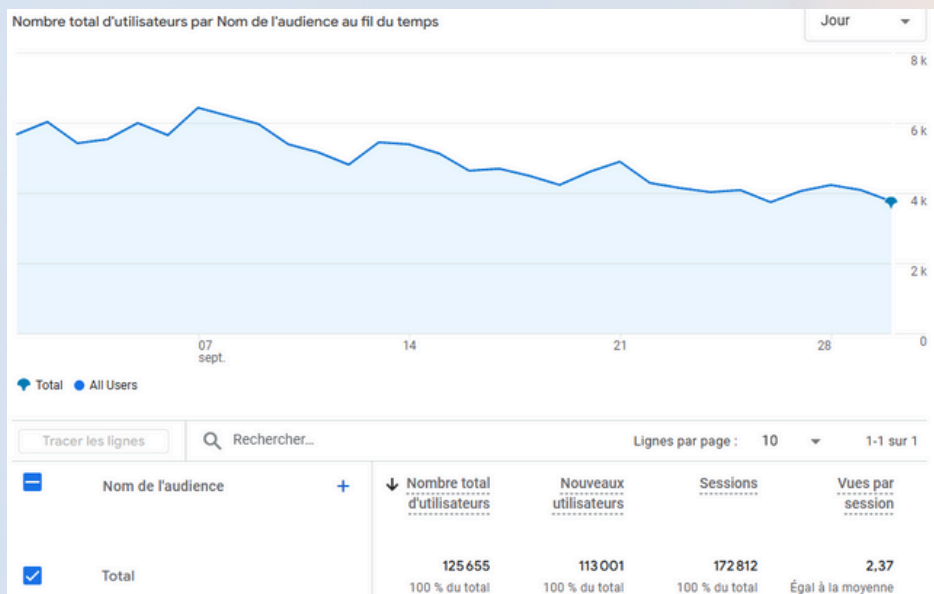 Nombre total d'utilisateurs par Nom de l'audience au fil du temps
Jour
8 k
6 k
4 k
2 k
0
07
sept.
14
21
28
Total All Users
Tracer les lignes
Rechercher...
Lignes par page : 10
1-1 sur 1
Nom de l'audience
+
↓ Nombre total
d'utilisateurs
Nouveaux
utilisateurs
Sessions
Vues par
session
Total
125 655
100 % du total
113 001
100 % du total
172 812
100 % du total
2,37
Égal à la moyenne